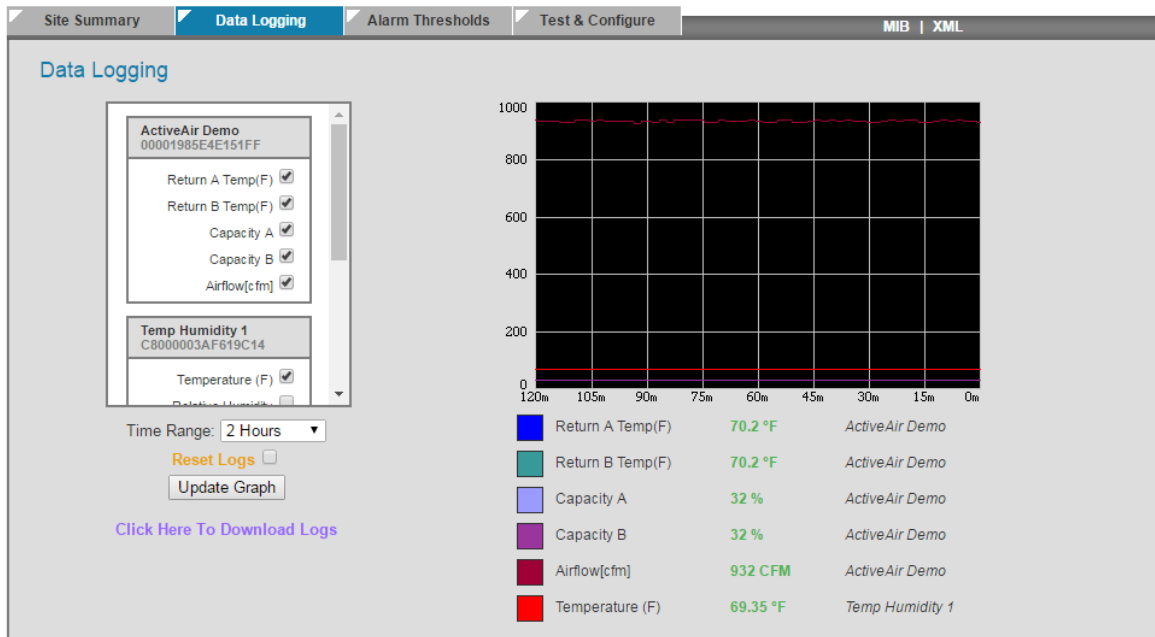 Site Summary Data Logging Alarm Thresholds Test & Configure
MIB | XML
Data Logging
ActiveAir Demo
00001985E4E151FF
Return A Temp(F)
Return B Temp(F)
Capacity A
Capacity B
Airflow[cfm]
Temp Humidity 1
C8000003AF619C14
Temperature (F)
Relative Humidity
Time Range: 2 Hours
Reset Logs
Update Graph
Click Here To Download Logs
1000
800
600
400
200
0
120m 105m 90m 75m 60m 45m 30m 15m 0m
Return A Temp(F) 70.2 °F ActiveAir Demo
Return B Temp(F) 70.2 °F ActiveAir Demo
Capacity A 32 % ActiveAir Demo
Capacity B 32 % ActiveAir Demo
Airflow[cfm] 932 CFM ActiveAir Demo
Temperature (F) 69.35 °F Temp Humidity 1